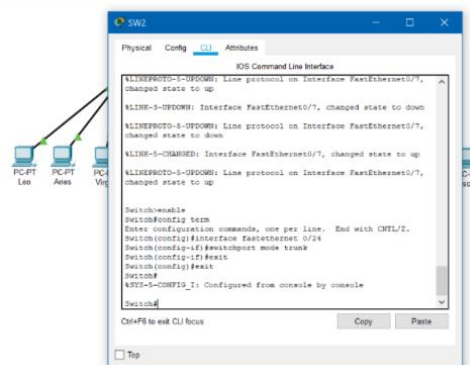 SW2
Physical Config CLI Attributes
IOS Command Line Interface
%LINEPROTO-5-UPDOWN: Line protocol on Interface FastEthernet0/7,
changed state to up
%LINK-3-UPDOWN: Interface FastEthernet0/7, changed state to down
%LINEPROTO-5-UPDOWN: Line protocol on Interface FastEthernet0/7,
changed state to down
%LINK-5-CHANGED: Interface FastEthernet0/7, changed state to up
%LINEPROTO-5-UPDOWN: Line protocol on Interface FastEthernet0/7,
changed state to up
Switch>enable
Switch#config term
Enter configuration commands, one per line. End with CNTL/Z.
Switch(config)#interface fastethernet 0/24
Switch(config-if)#switchport mode trunk
Switch(config-if)#exit
Switch(config)#exit
Switch#
%SYS-5-CONFIG_I: Configured from console by console
Switch#
Ctrl+F6 to exit CLI focus
Copy Paste
Top
PC-PT PC-PT
Leo Aries